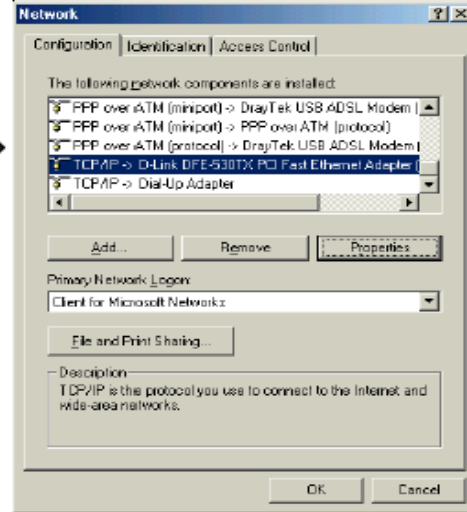 Network
Configuration Identification Access Control
The following network components are installed:
PPP over ATM (miniport) -> DrayTek USB ADSL Modem (
PPP over ATM (miniport) -> PPP over ATM (protocol)
PPP over ATM (protocol) -> DrayTek USB ADSL Modem (
TCP/IP -> D-Link DFE-530TX PCI Fast Ethernet Adapter (
TCP/IP -> Dial-Up Adapter
Add... Remove Properties
Primary Network Logon:
Client for Microsoft Networks
File and Print Sharing...
Description
TCP/IP is the protocol you use to connect to the Internet and
wide-area networks.
OK Cancel